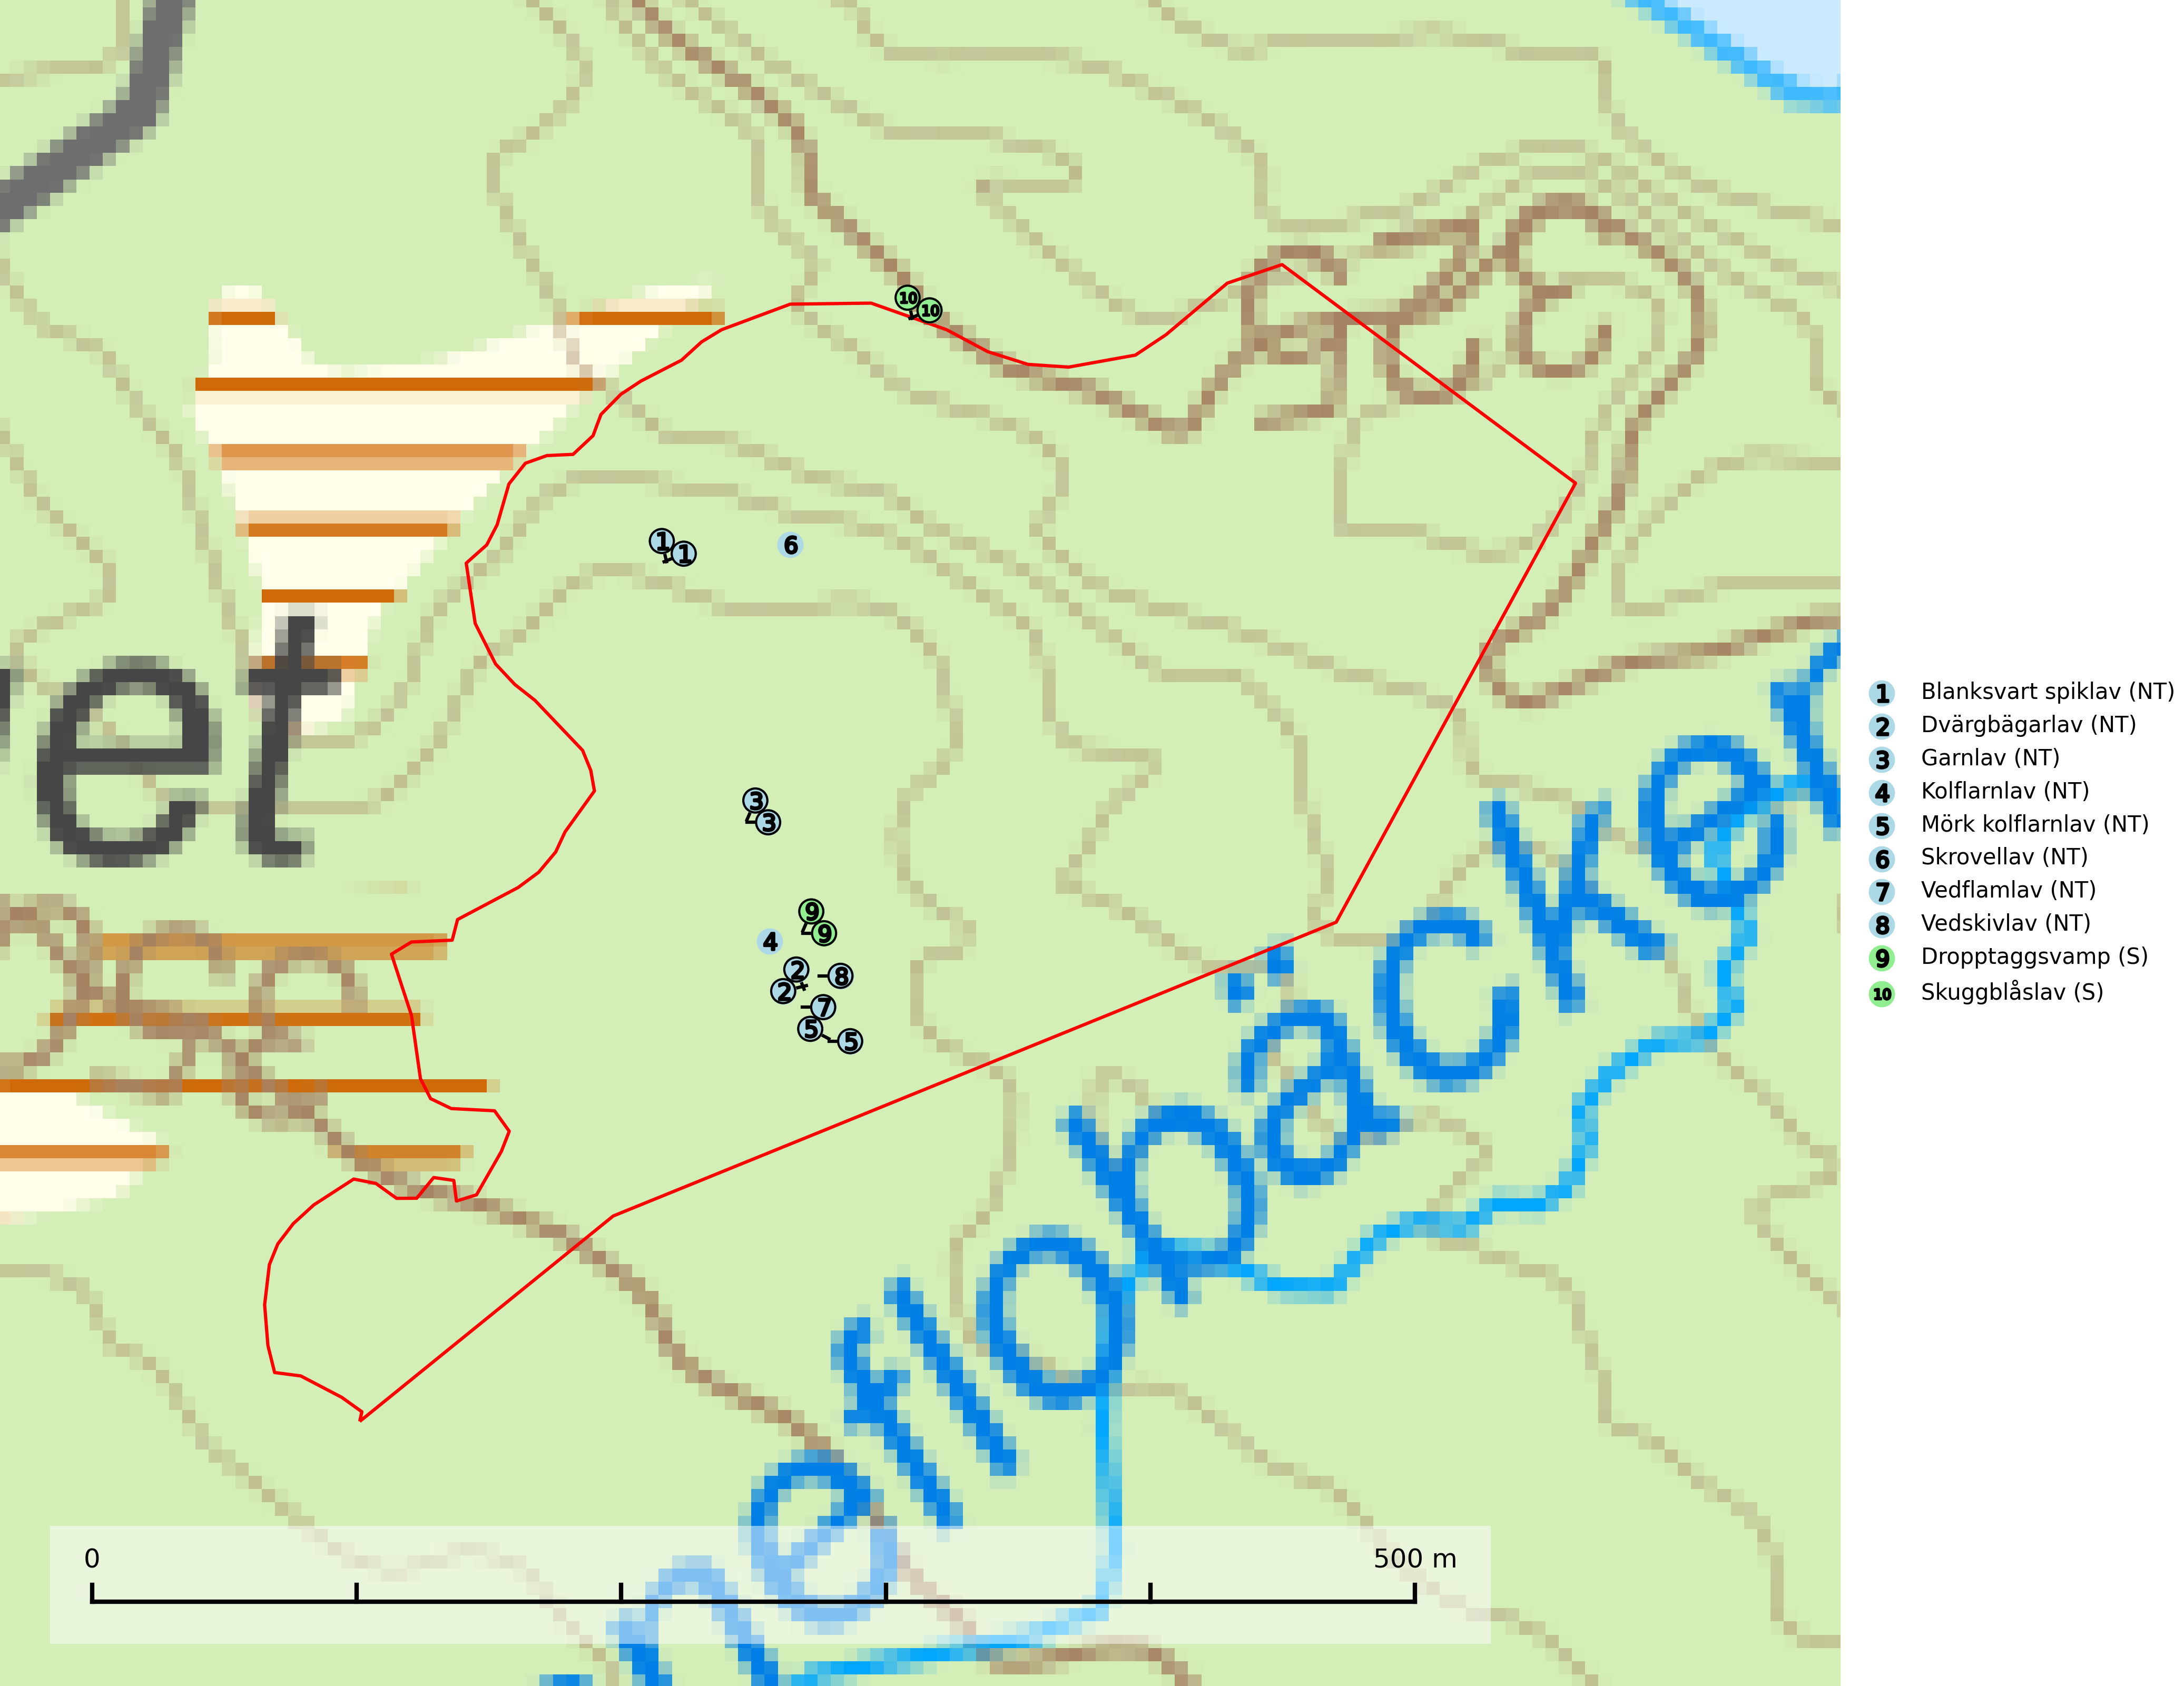 10
10
1
1
6
et
3
3
9
9
4
2
8
2
7
5
5
1 Blanksvart spiklav (NT)
2 Dvärgbägarlav (NT)
3 Garnlav (NT)
4 Kolflarnlav (NT)
5 Mörk kolflarnlav (NT)
6 Skrovellav (NT)
7 Vedflamlav (NT)
8 Vedskivlav (NT)
9 Dropptaggsvamp (S)
10 Skuggblåslav (S)
0 500 m